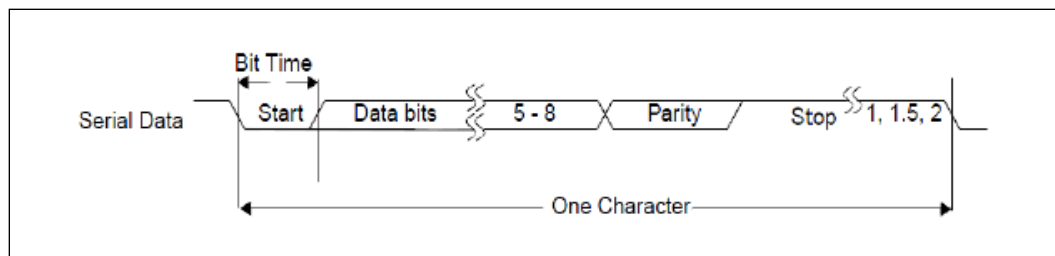 Bit Time
Serial Data
Start
Data bits
5 - 8
Parity
Stop
1, 1.5, 2
One Character